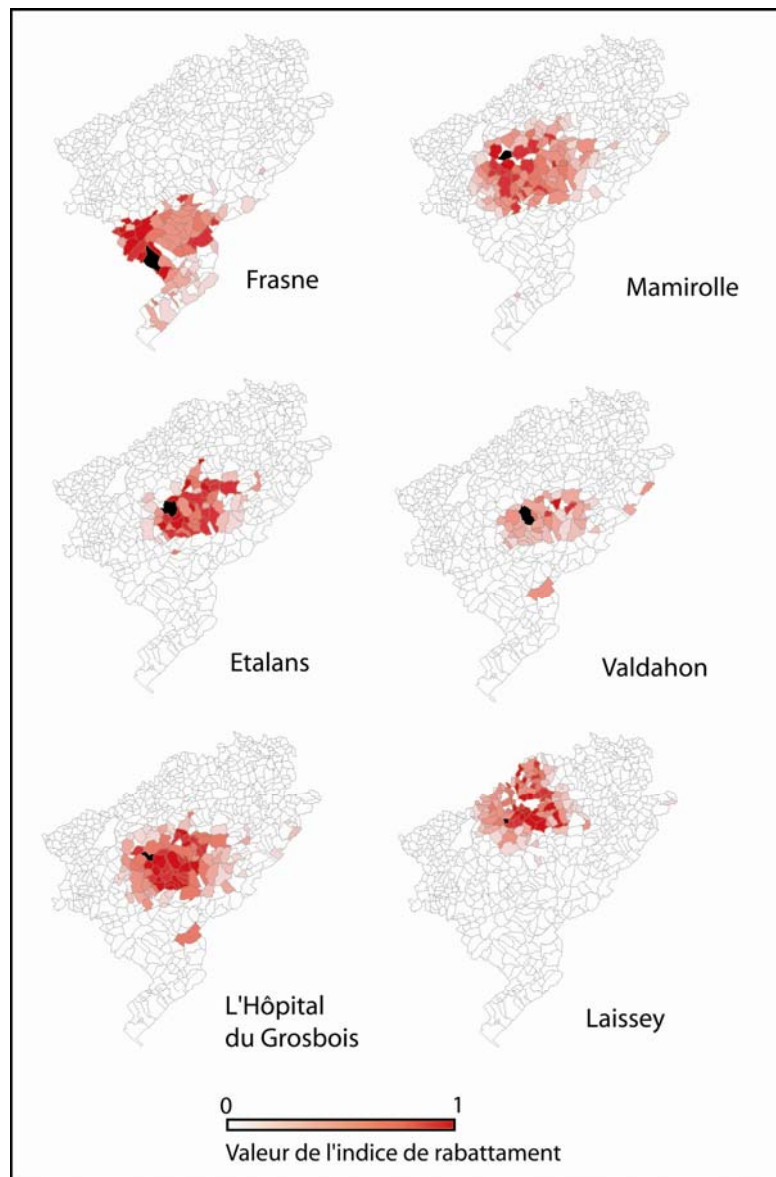 Frasne
Mamirolle
Etalans
Valdahon
L'Hôpital
du Grosbois
Laissey
0 1
Valeur de l'indice de rabattament